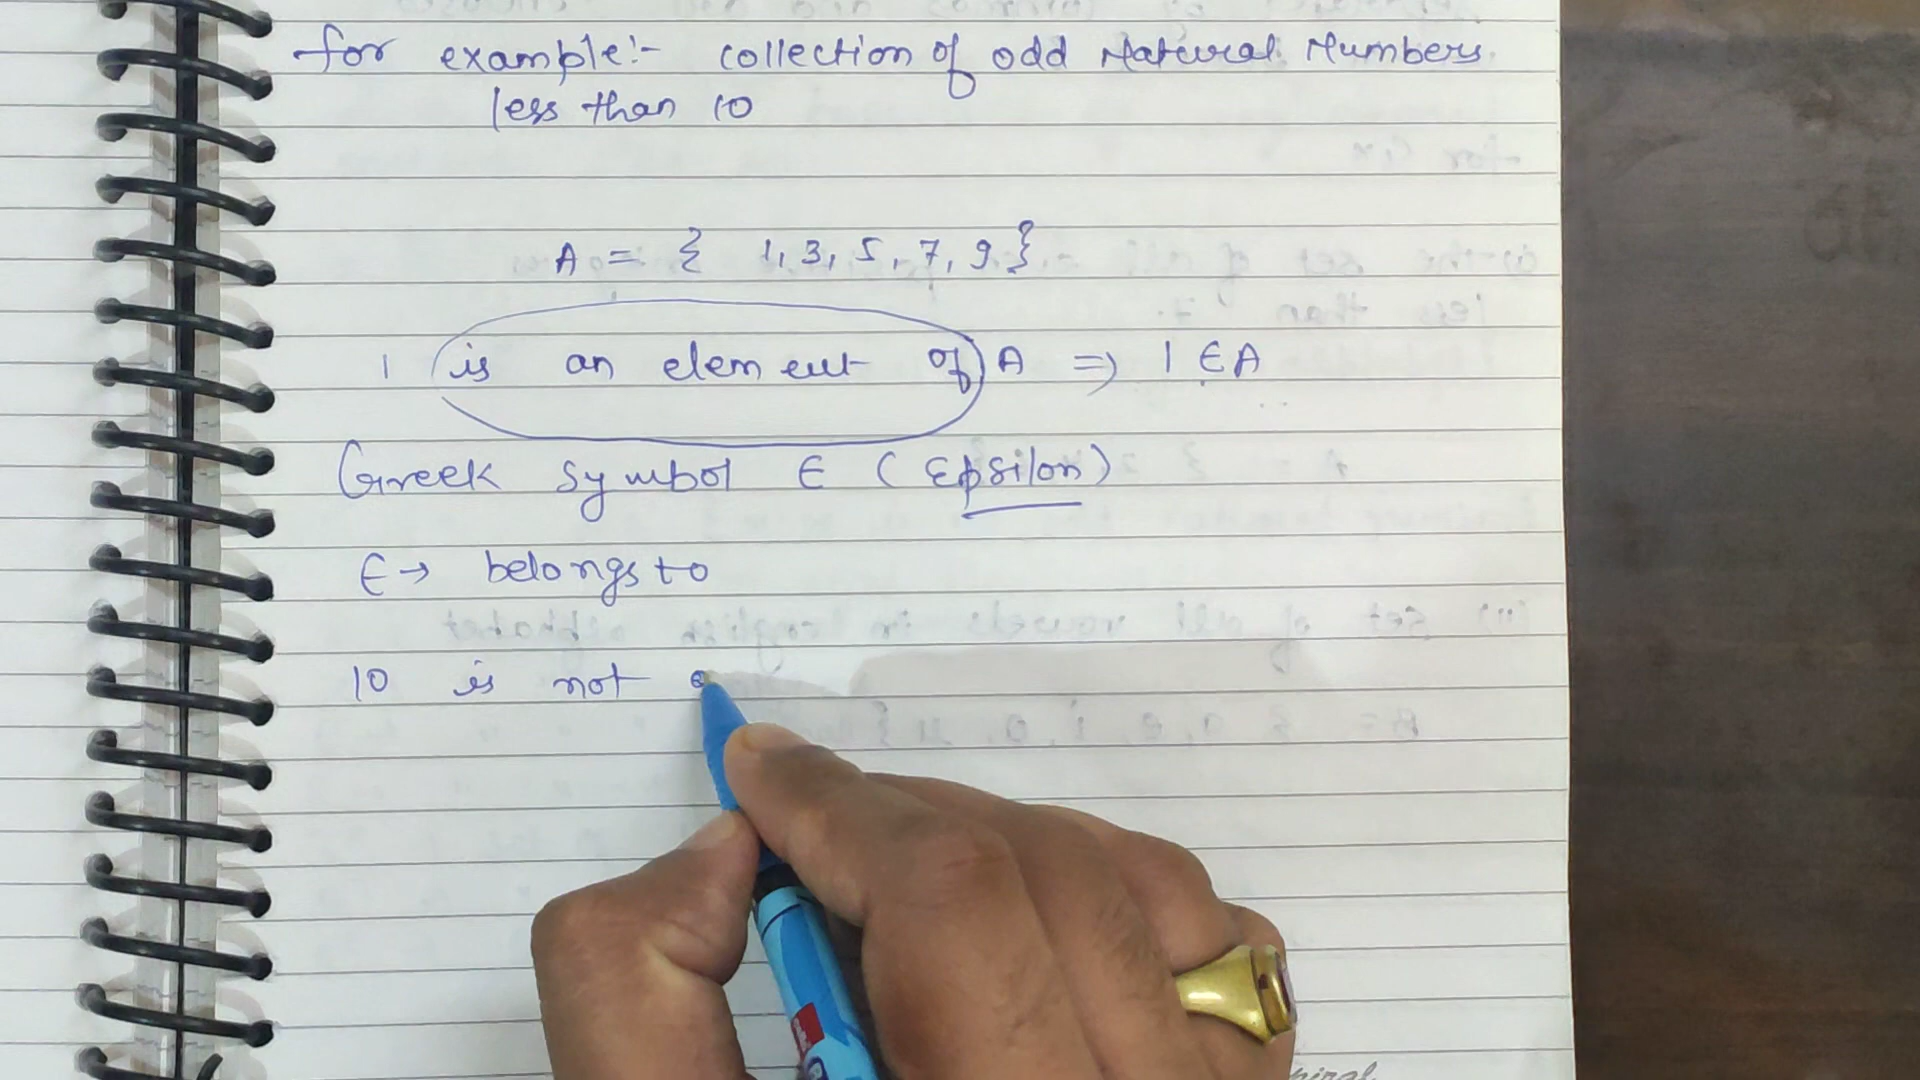 for example:- collection of odd Natural Numbers
less than 10
A = { 1, 3, 5, 7, 9 }
1 is an element of A ⇒ 1 ∈ A
Greek symbol ∈ (Epsilon)
∈ → belongs to
10 is not